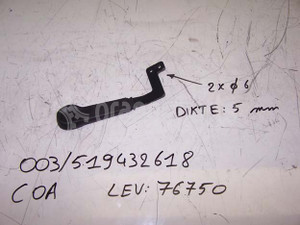 2 x ϕ 6
DIKTE: 5 mm
003/519432618
COA LEV: 76750